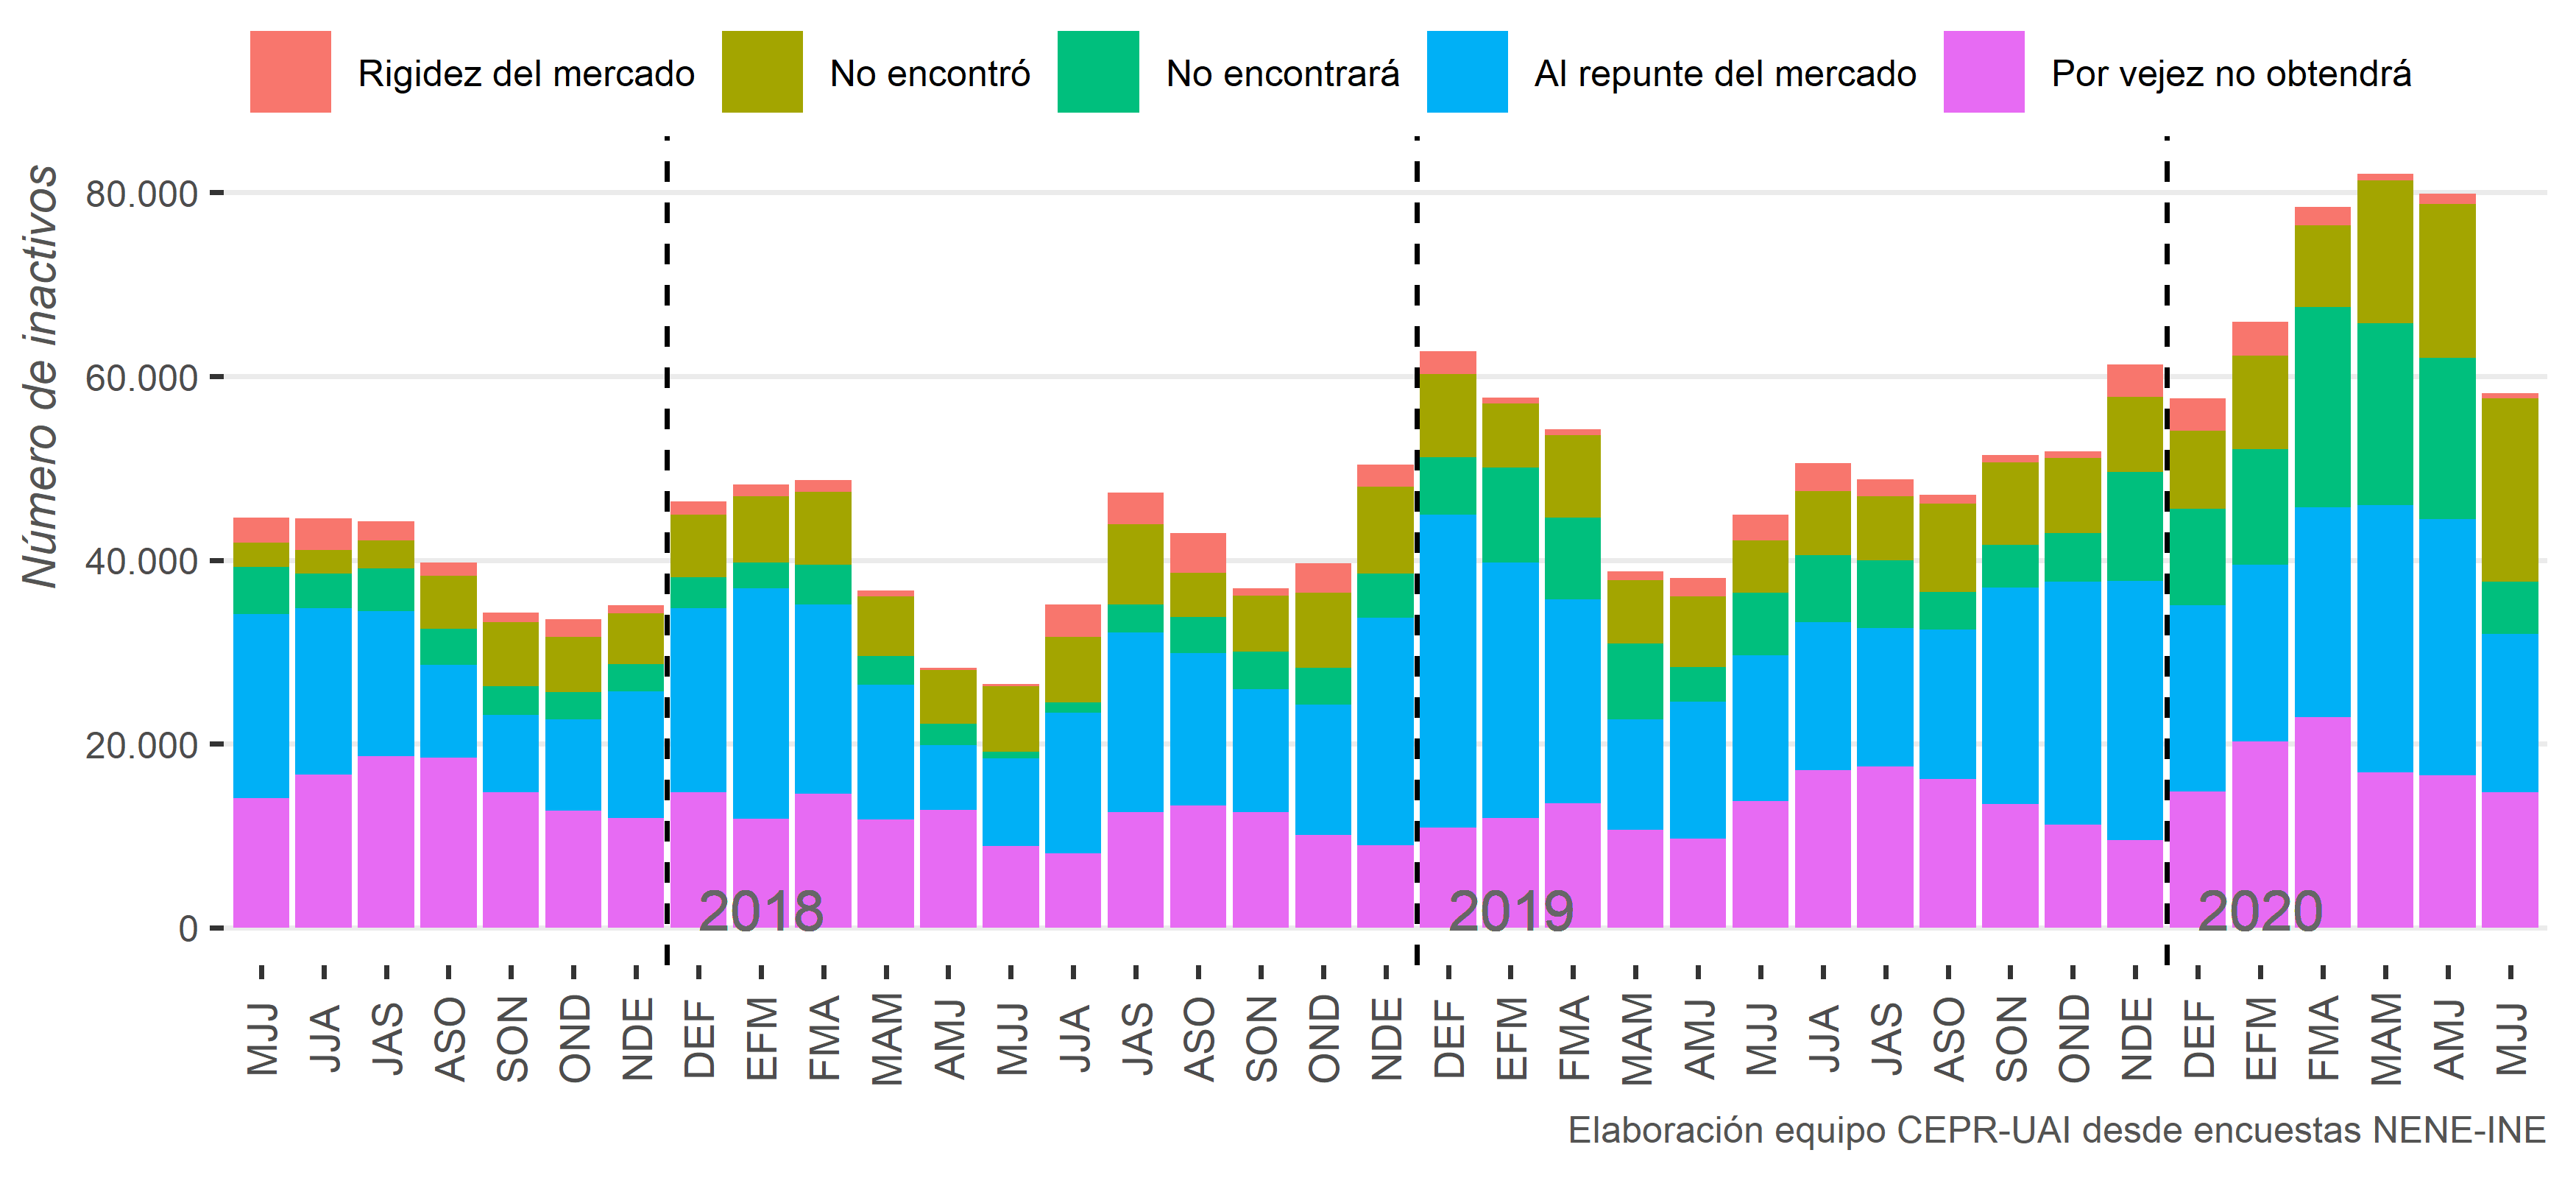 Rigidez del mercado No encontró No encontrará Al repunte del mercado Por vejez no obtendrá
Número de inactivos
80.000
60.000
40.000
20.000
0
2018 2019 2020
MJJ JJA JAS ASO SON OND NDE DEF EFM FMA MAM AMJ MJJ JJA JAS ASO SON OND NDE DEF EFM FMA MAM AMJ MJJ JJA JAS ASO SON OND NDE DEF EFM FMA MAM AMJ MJJ
Elaboración equipo CEPR-UAI desde encuestas NENE-INE